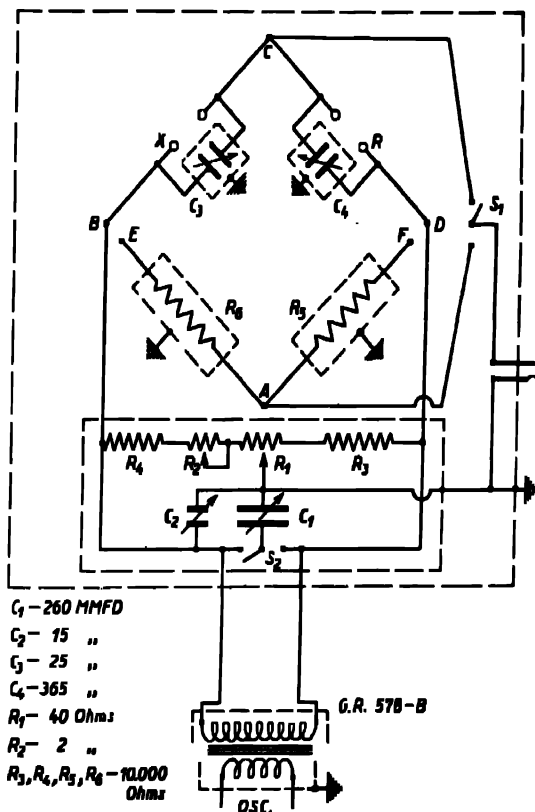 C
X
R
C3
C4
S1
B
D
E
F
R6
R5
A
R4
R2
R1
R3
C2
C1
S2
C1-260 MMFD
C2- 15 „
C3- 25 „
C4-365 „
R1- 40 Ohms
R2- 2 „
R3, R4, R5, R6-10.000
Ohms
G.R. 578-B
OSC.